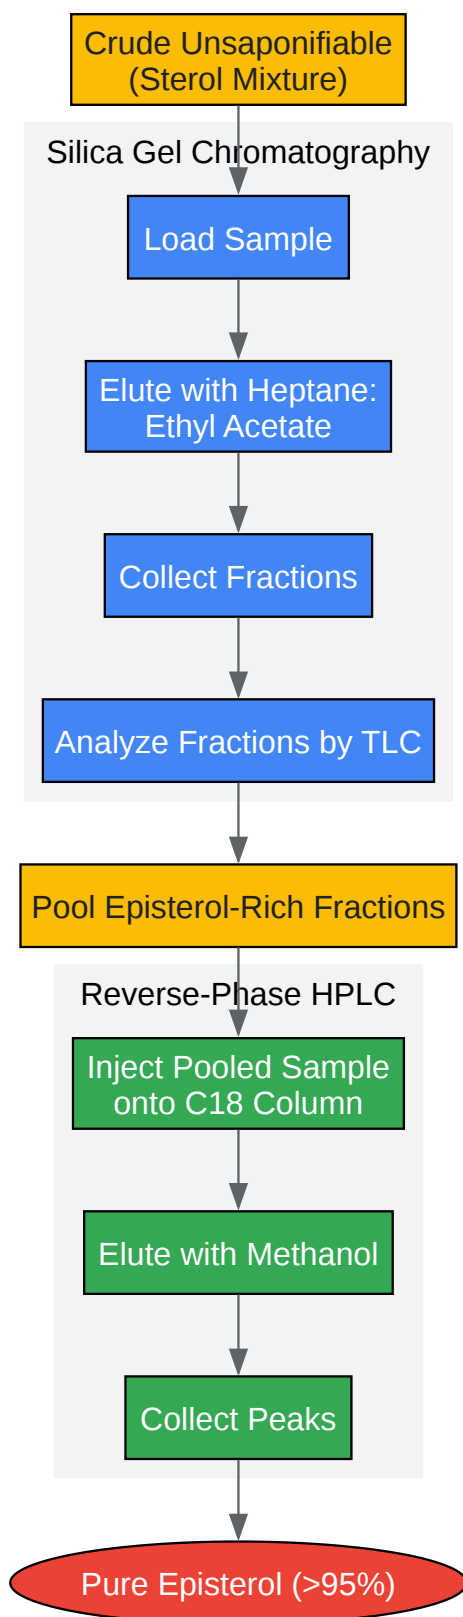 Crude Unsaponifiable
(Sterol Mixture)
Silica Gel Chromatography
Load Sample
Elute with Heptane:
Ethyl Acetate
Collect Fractions
Analyze Fractions by TLC
Pool Episterol-Rich Fractions
Reverse-Phase HPLC
Inject Pooled Sample
onto C18 Column
Elute with Methanol
Collect Peaks
Pure Episterol (>95%)